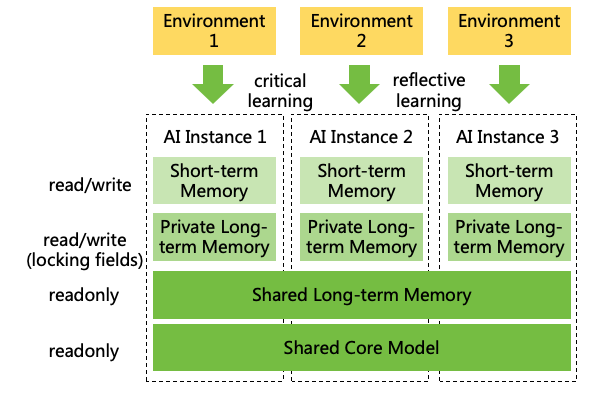 Environment
1
Environment
2
Environment
3
critical
learning
reflective
learning
AI Instance 1
AI Instance 2
AI Instance 3
read/write
Short-term
Memory
Short-term
Memory
Short-term
Memory
read/write
(locking fields)
Private Long-
term Memory
Private Long-
term Memory
Private Long-
term Memory
readonly
Shared Long-term Memory
readonly
Shared Core Model